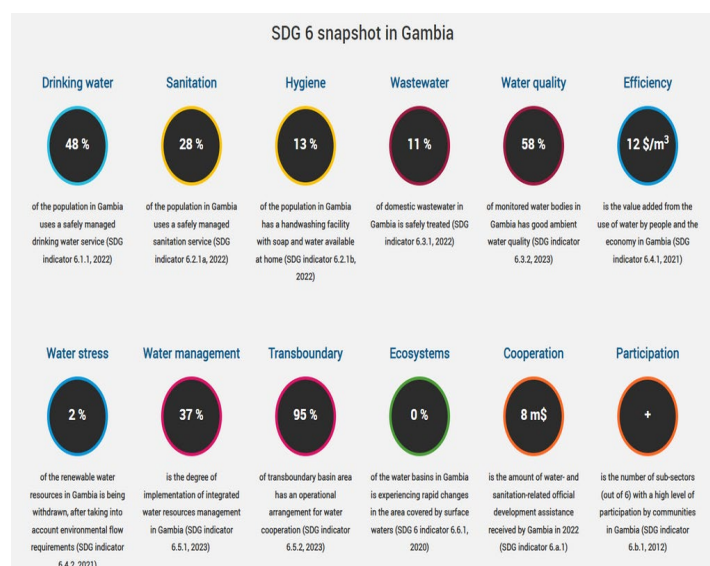 SDG 6 snapshot in Gambia
Drinking water
48 %
of the population in Gambia
uses a safely managed
drinking water service (SDG
indicator 6.1.1, 2022)
Sanitation
28 %
of the population in Gambia
uses a safely managed
sanitation service (SDG
indicator 6.2.1a, 2022)
Hygiene
13 %
of the population in Gambia
has a handwashing facility
with soap and water available
at home (SDG indicator 6.2.1b,
2022)
Wastewater
11 %
of domestic wastewater in
Gambia is safely treated (SDG
indicator 6.3.1, 2022)
Water quality
58 %
of monitored water bodies in
Gambia has good ambient
water quality (SDG indicator
6.3.2, 2023)
Efficiency
12 $/m³
is the value added from the
use of water by people and the
economy in Gambia (SDG
indicator 6.4.1, 2021)
Water stress
2 %
of the renewable water
resources in Gambia is being
withdrawn, after taking into
account environmental flow
requirements (SDG indicator
6.4.2, 2021)
Water management
37 %
is the degree of
implementation of integrated
water resources management
in Gambia (SDG indicator
6.5.1, 2023)
Transboundary
95 %
of transboundary basin area
has an operational
arrangement for water
cooperation (SDG indicator
6.5.2, 2023)
Ecosystems
0 %
of the water basins in Gambia
is experiencing rapid changes
in the area covered by surface
waters (SDG 6 indicator 6.6.1,
2020)
Cooperation
8 m$
is the amount of water- and
sanitation-related official
development assistance
received by Gambia in 2022
(SDG indicator 6.a.1)
Participation
+
is the number of sub-sectors
(out of 6) with a high level of
participation by communities
in Gambia (SDG indicator
6.b.1, 2012)